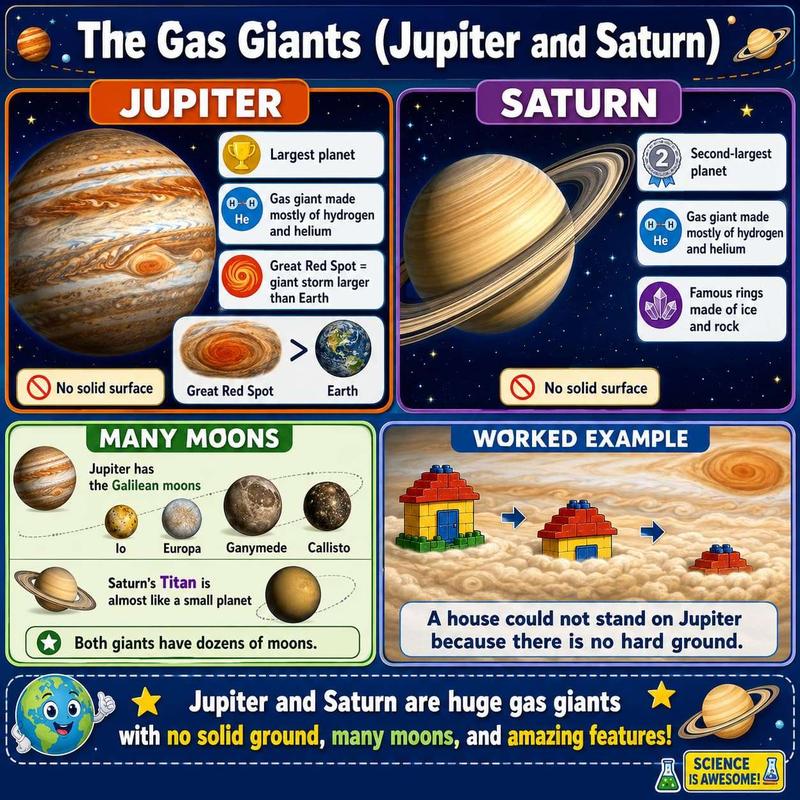 The Gas Giants (Jupiter and Saturn)
JUPITER
Largest planet
H-H
He
Gas giant made
mostly of hydrogen
and helium
Great Red Spot =
giant storm larger
than Earth
>
Great Red Spot
Earth
No solid surface
SATURN
2
Second-largest
planet
H-H
He
Gas giant made
mostly of hydrogen
and helium
Famous rings
made of ice
and rock
No solid surface
MANY MOONS
Jupiter has
the Galilean moons
Io
Europa
Ganymede
Callisto
Saturn's Titan is
almost like a small planet
Both giants have dozens of moons.
WORKED EXAMPLE
A house could not stand on Jupiter
because there is no hard ground.
Jupiter and Saturn are huge gas giants
with no solid ground, many moons, and amazing features!
SCIENCE
IS AWESOME!